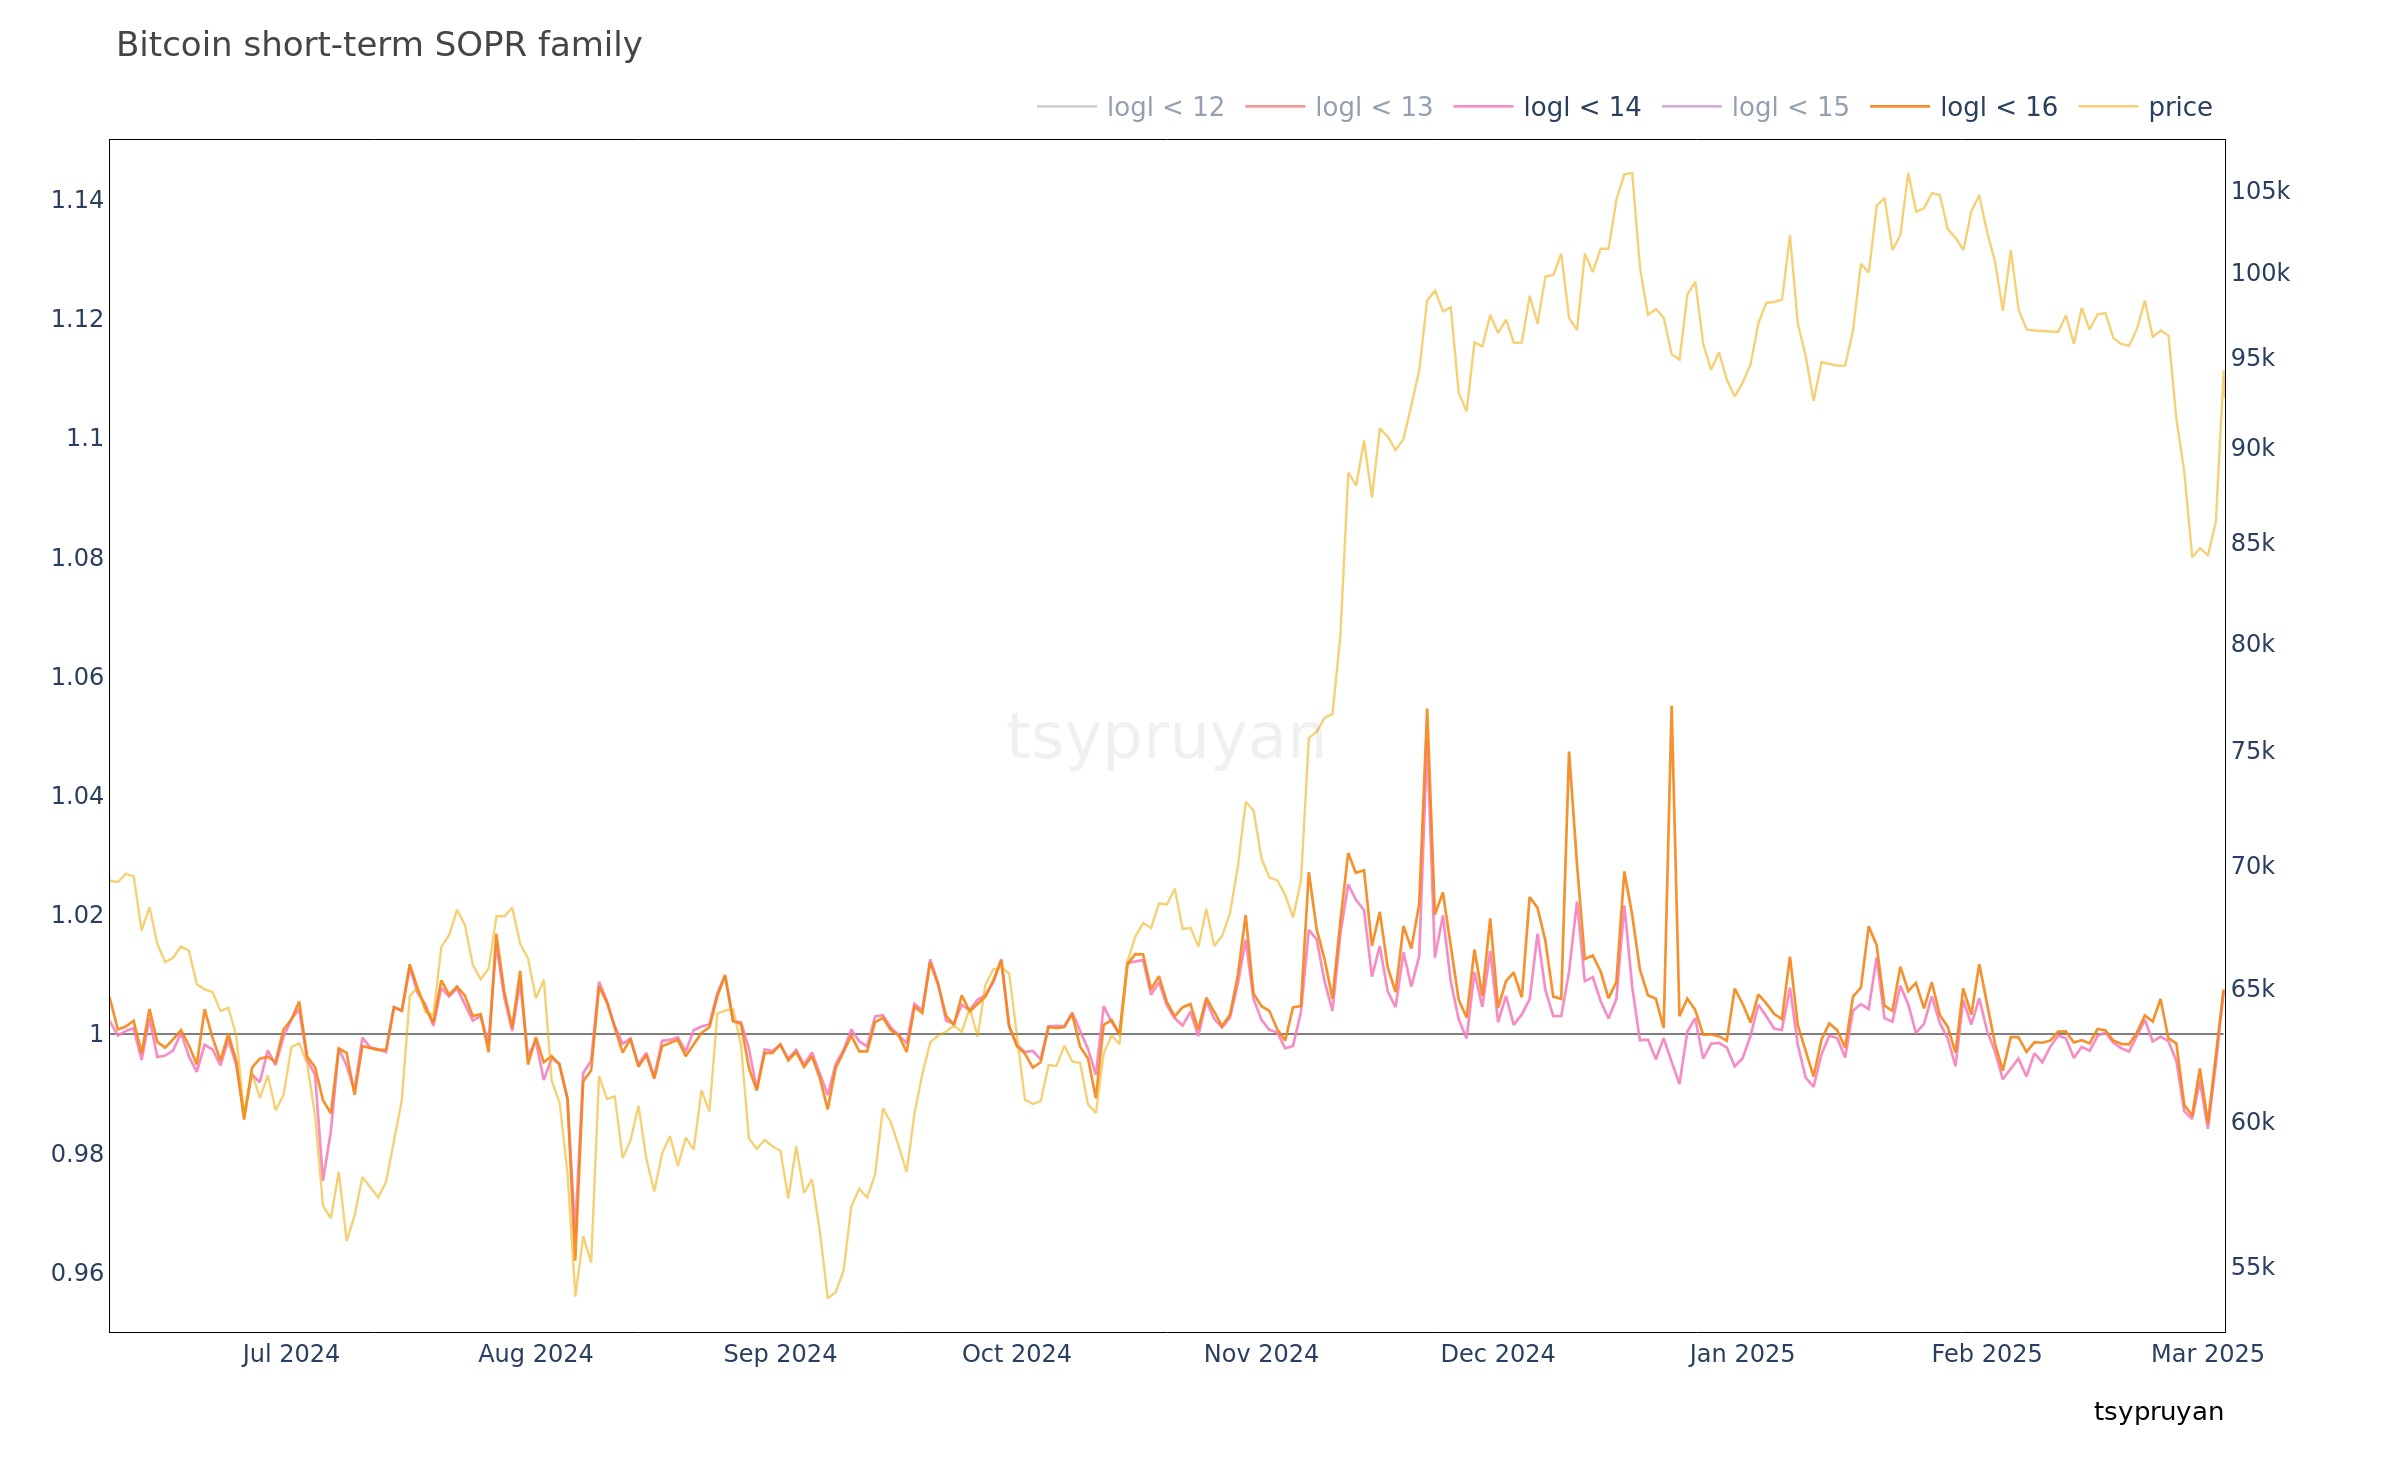 Bitcoin short-term SOPR family
logl < 12 logl < 13 logl < 14 logl < 15 logl < 16 price
1.14
1.12
1.1
1.08
1.06
1.04
1.02
1
0.98
0.96
105k
100k
95k
90k
85k
80k
75k
70k
65k
60k
55k
tsypruyan
Jul 2024 Aug 2024 Sep 2024 Oct 2024 Nov 2024 Dec 2024 Jan 2025 Feb 2025 Mar 2025
tsypruyan